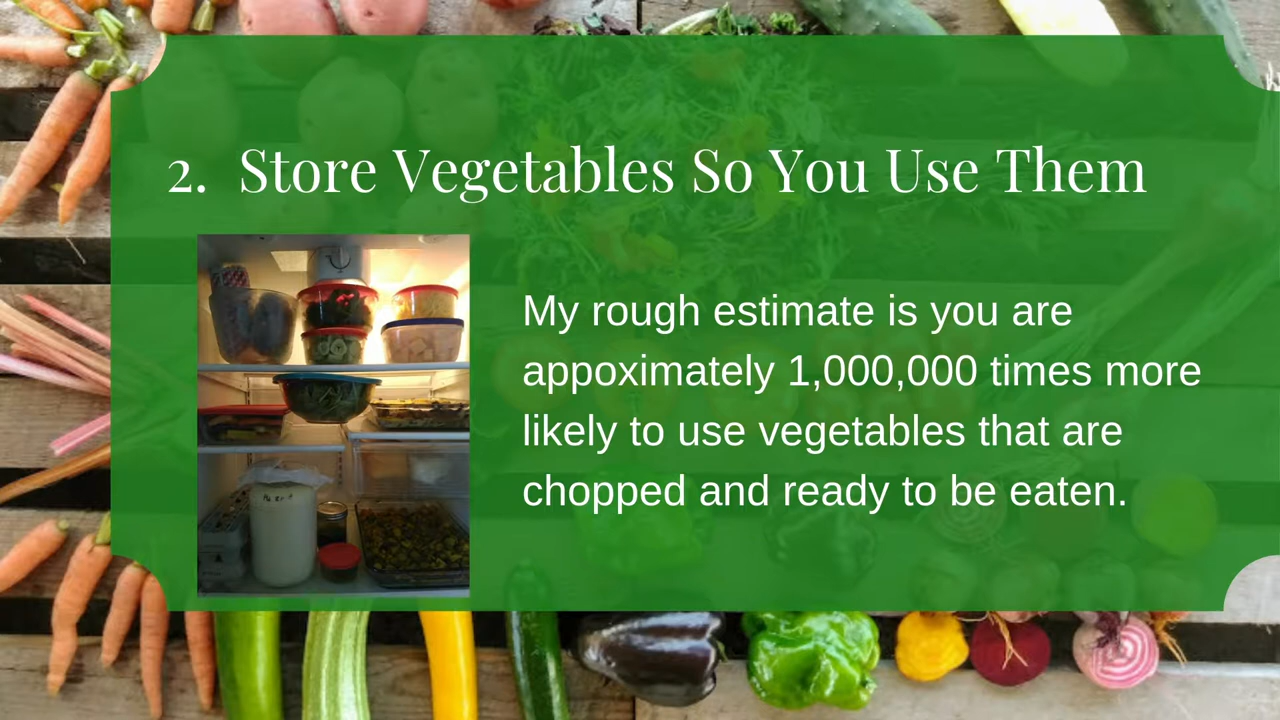 2. Store Vegetables So You Use Them
My rough estimate is you are
appoximately 1,000,000 times more
likely to use vegetables that are
chopped and ready to be eaten.